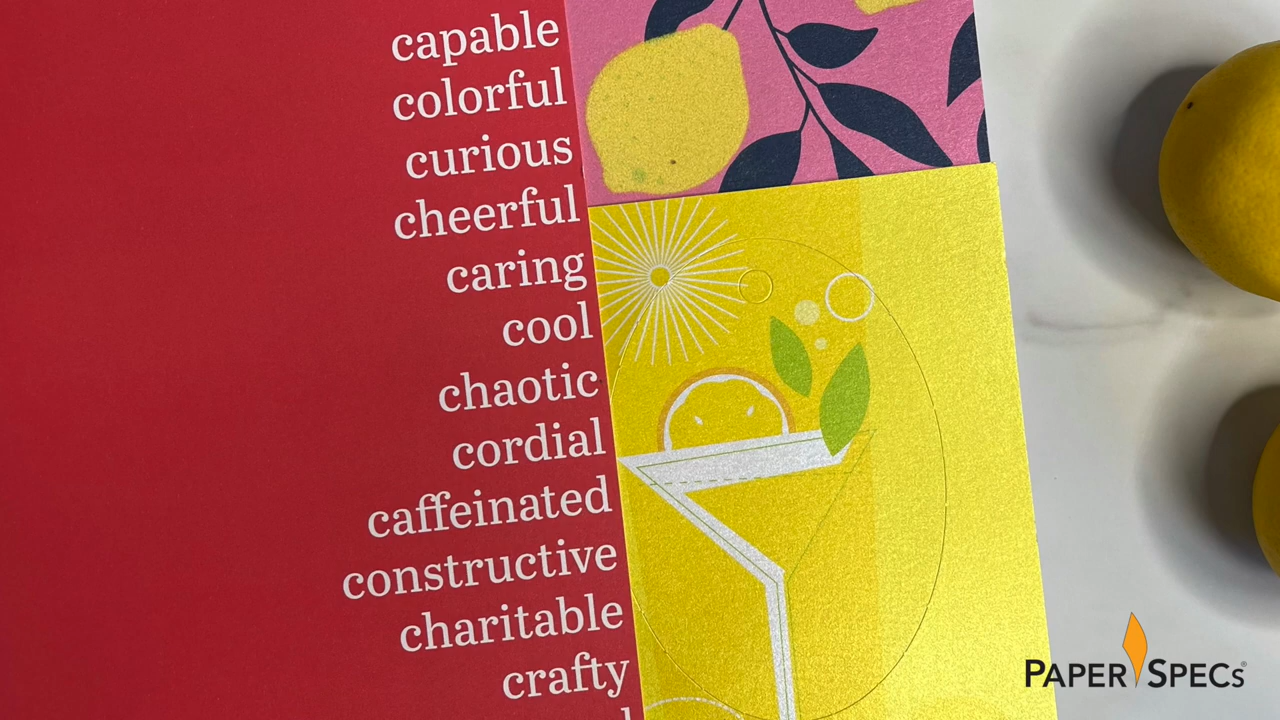 capable
colorful
curious
cheerful
caring
cool
chaotic
cordial
caffeinated
constructive
charitable
crafty
PAPER SPECS®